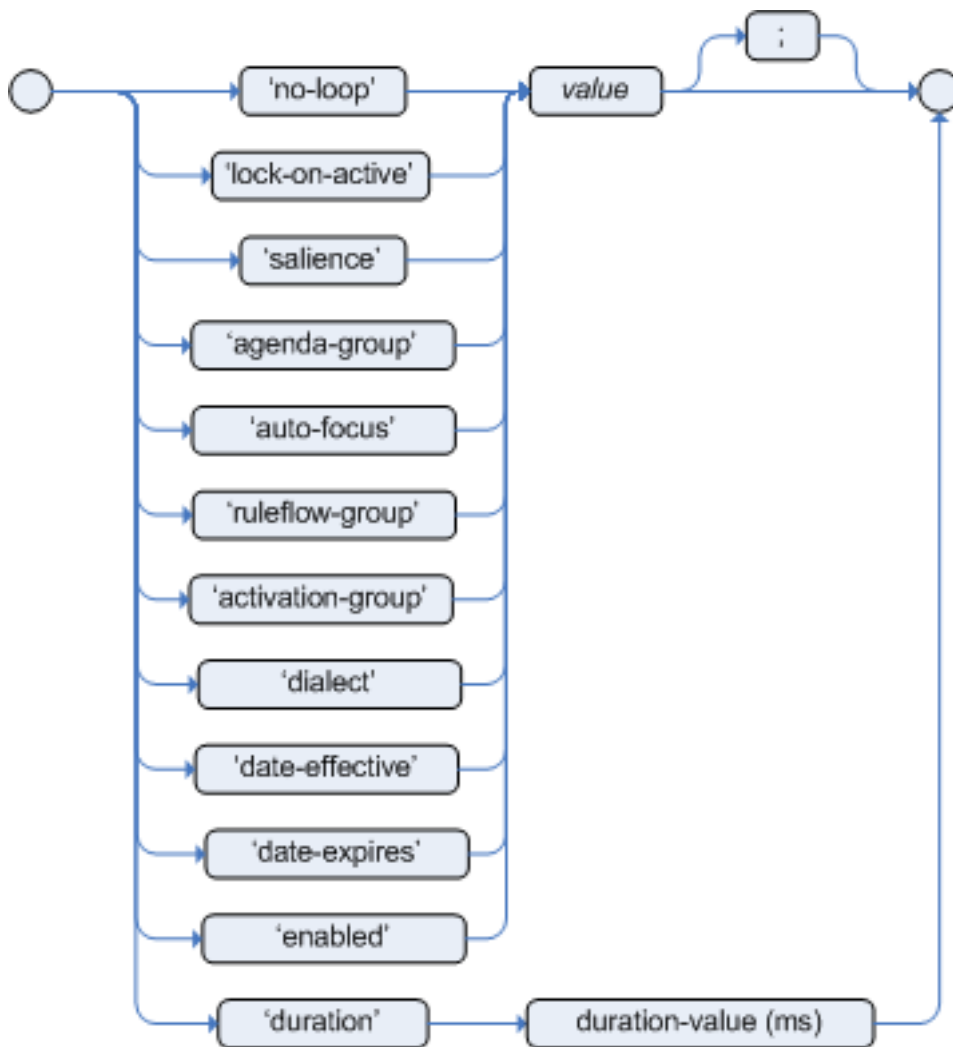 ;
‘no-loop’ value
‘lock-on-active’
‘salience’
‘agenda-group’
‘auto-focus’
‘ruleflow-group’
‘activation-group’
‘dialect’
‘date-effective’
‘date-expires’
‘enabled’
‘duration’ duration-value (ms)